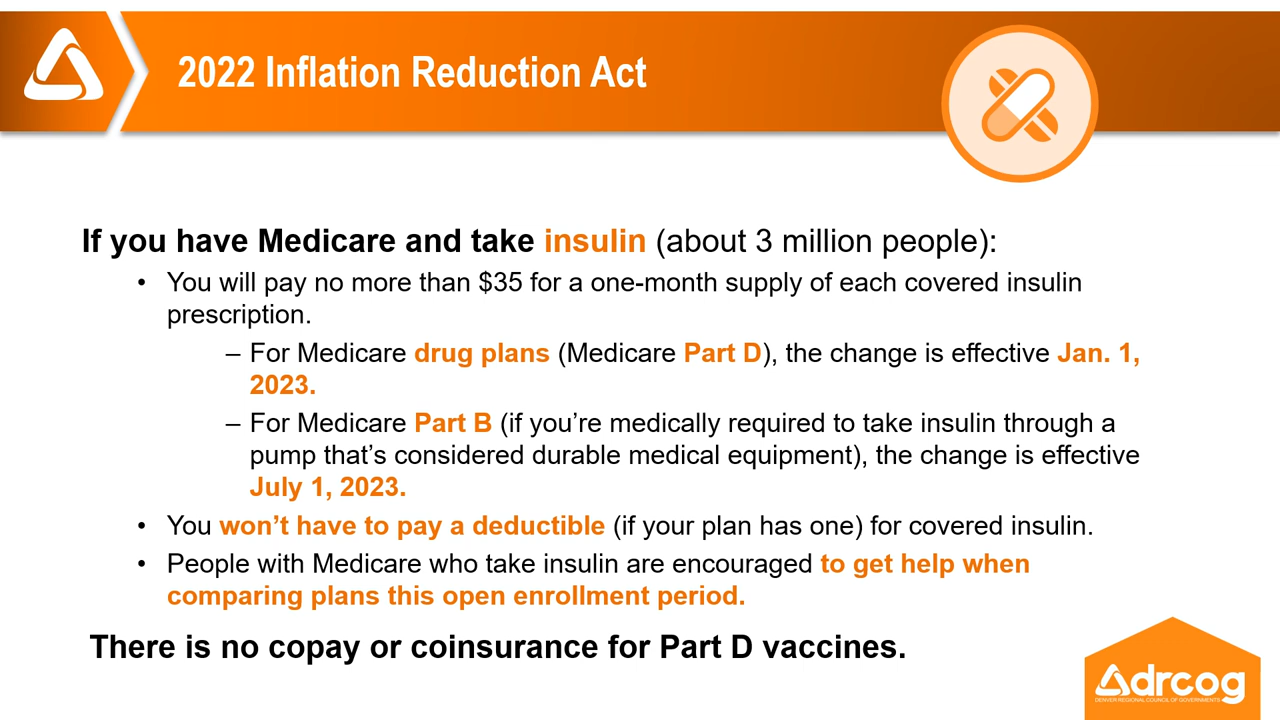 2022 Inflation Reduction Act
If you have Medicare and take insulin (about 3 million people):
• You will pay no more than $35 for a one-month supply of each covered insulin
prescription.
– For Medicare drug plans (Medicare Part D), the change is effective Jan. 1,
2023.
– For Medicare Part B (if you’re medically required to take insulin through a
pump that’s considered durable medical equipment), the change is effective
July 1, 2023.
• You won’t have to pay a deductible (if your plan has one) for covered insulin.
• People with Medicare who take insulin are encouraged to get help when
comparing plans this open enrollment period.
There is no copay or coinsurance for Part D vaccines.
drcog
DENVER REGIONAL COUNCIL OF GOVERNMENTS